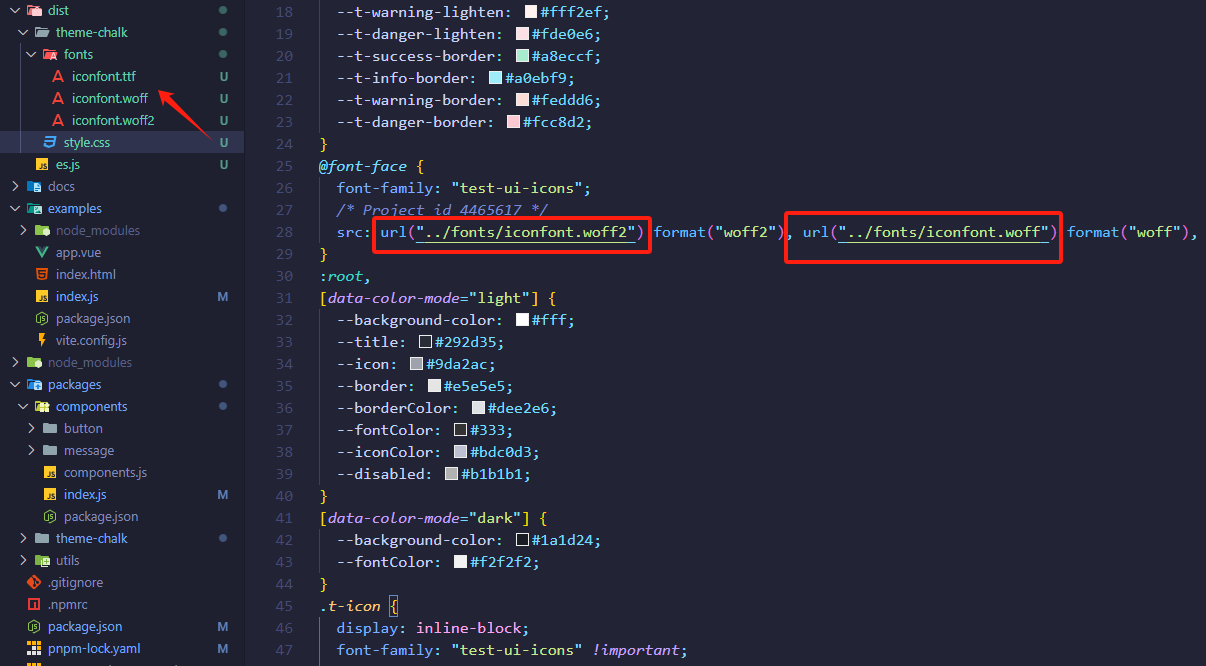 dist
theme-chalk
fonts
iconfont.ttf U
iconfont.woff U
iconfont.woff2 U
style.css U
es.js U
docs
examples
node_modules
app.vue
index.html
index.js M
package.json
vite.config.js
node_modules
packages
components
button
message
components.js
index.js M
package.json
theme-chalk
utils
.gitignore
.npmrc
package.json M
pnpm-lock.yaml M
18 --t-warning-lighten: #fff2ef;
19 --t-danger-lighten: #fde0e6;
20 --t-success-border: #a8eccf;
21 --t-info-border: #a0ebf9;
22 --t-warning-border: #feddd6;
23 --t-danger-border: #fcc8d2;
24 }
25 @font-face {
26 font-family: "test-ui-icons";
27 /* Project id 4465617 */
28 src: url("../fonts/iconfont.woff2") format("woff2"), url("../fonts/iconfont.woff") format("woff"),
29 }
30 :root,
31 [data-color-mode="light"] {
32 --background-color: #fff;
33 --title: #292d35;
34 --icon: #9da2ac;
35 --border: #e5e5e5;
36 --borderColor: #dee2e6;
37 --fontColor: #333;
38 --iconColor: #bdc0d3;
39 --disabled: #b1b1b1;
40 }
41 [data-color-mode="dark"] {
42 --background-color: #1a1d24;
43 --fontColor: #f2f2f2;
44 }
45 .t-icon {
46 display: inline-block;
47 font-family: "test-ui-icons" !important;